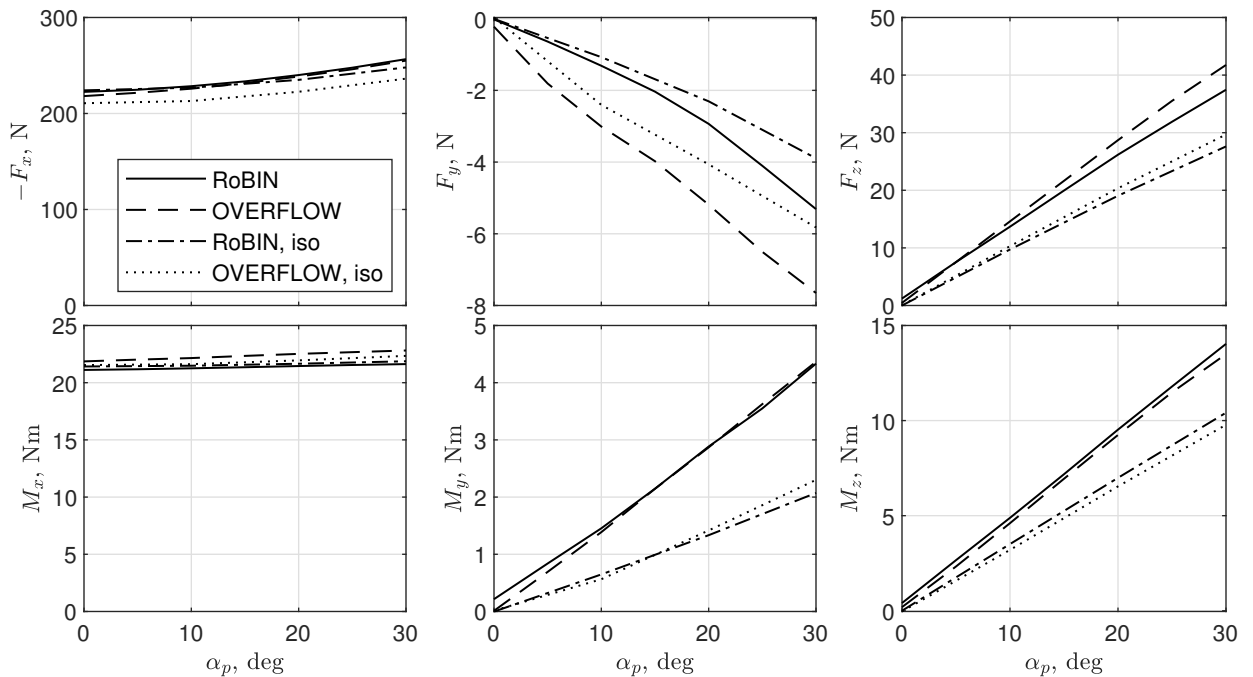 300
200
100
0
−F_x, N
RoBIN
OVERFLOW
RoBIN, iso
OVERFLOW, iso
0
-2
-4
-6
-8
F_y, N
50
40
30
20
10
0
F_z, N
25
20
15
10
5
0
M_x, Nm
0 10 20 30
α_p, deg
5
4
3
2
1
0
M_y, Nm
0 10 20 30
α_p, deg
15
10
5
0
M_z, Nm
0 10 20 30
α_p, deg